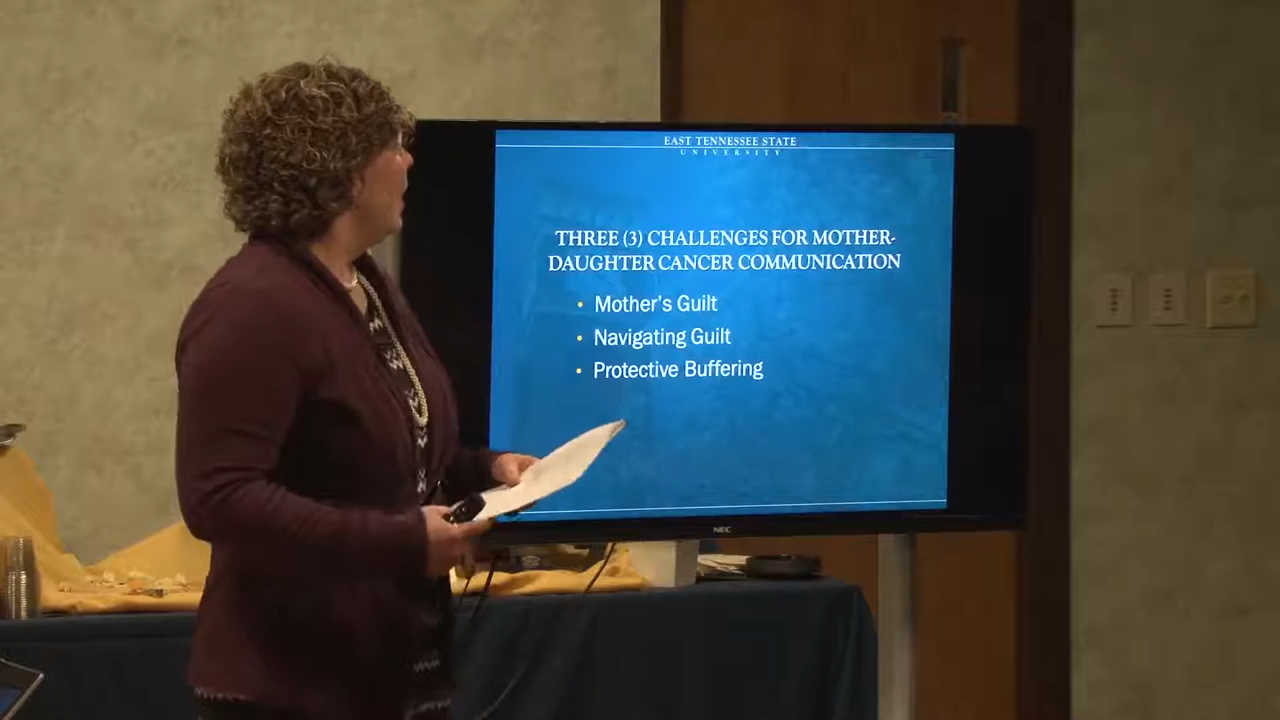 EAST TENNESSEE STATE
UNIVERSITY
THREE (3) CHALLENGES FOR MOTHER-
DAUGHTER CANCER COMMUNICATION
• Mother's Guilt
• Navigating Guilt
• Protective Buffering
NEC